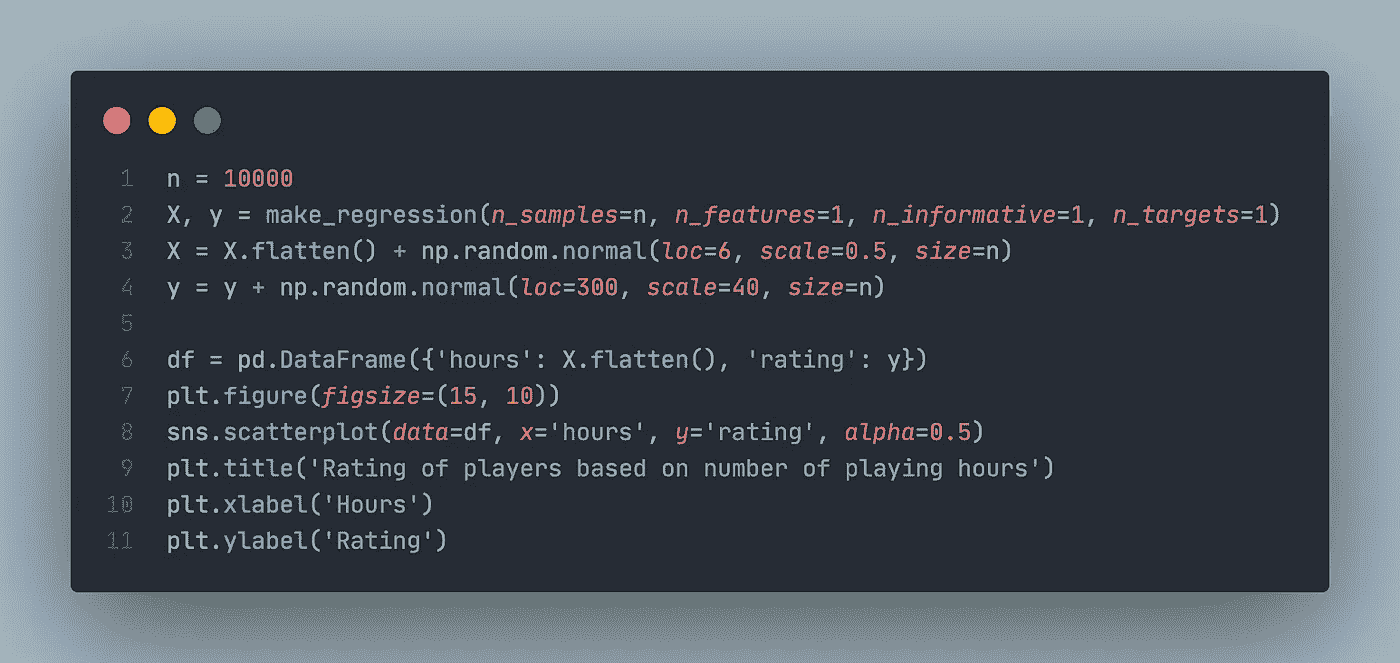 1 n = 10000
2 X, y = make_regression(n_samples=n, n_features=1, n_informative=1, n_targets=1)
3 X = X.flatten() + np.random.normal(loc=6, scale=0.5, size=n)
4 y = y + np.random.normal(loc=300, scale=40, size=n)
5
6 df = pd.DataFrame({'hours': X.flatten(), 'rating': y})
7 plt.figure(figsize=(15, 10))
8 sns.scatterplot(data=df, x='hours', y='rating', alpha=0.5)
9 plt.title('Rating of players based on number of playing hours')
10 plt.xlabel('Hours')
11 plt.ylabel('Rating')